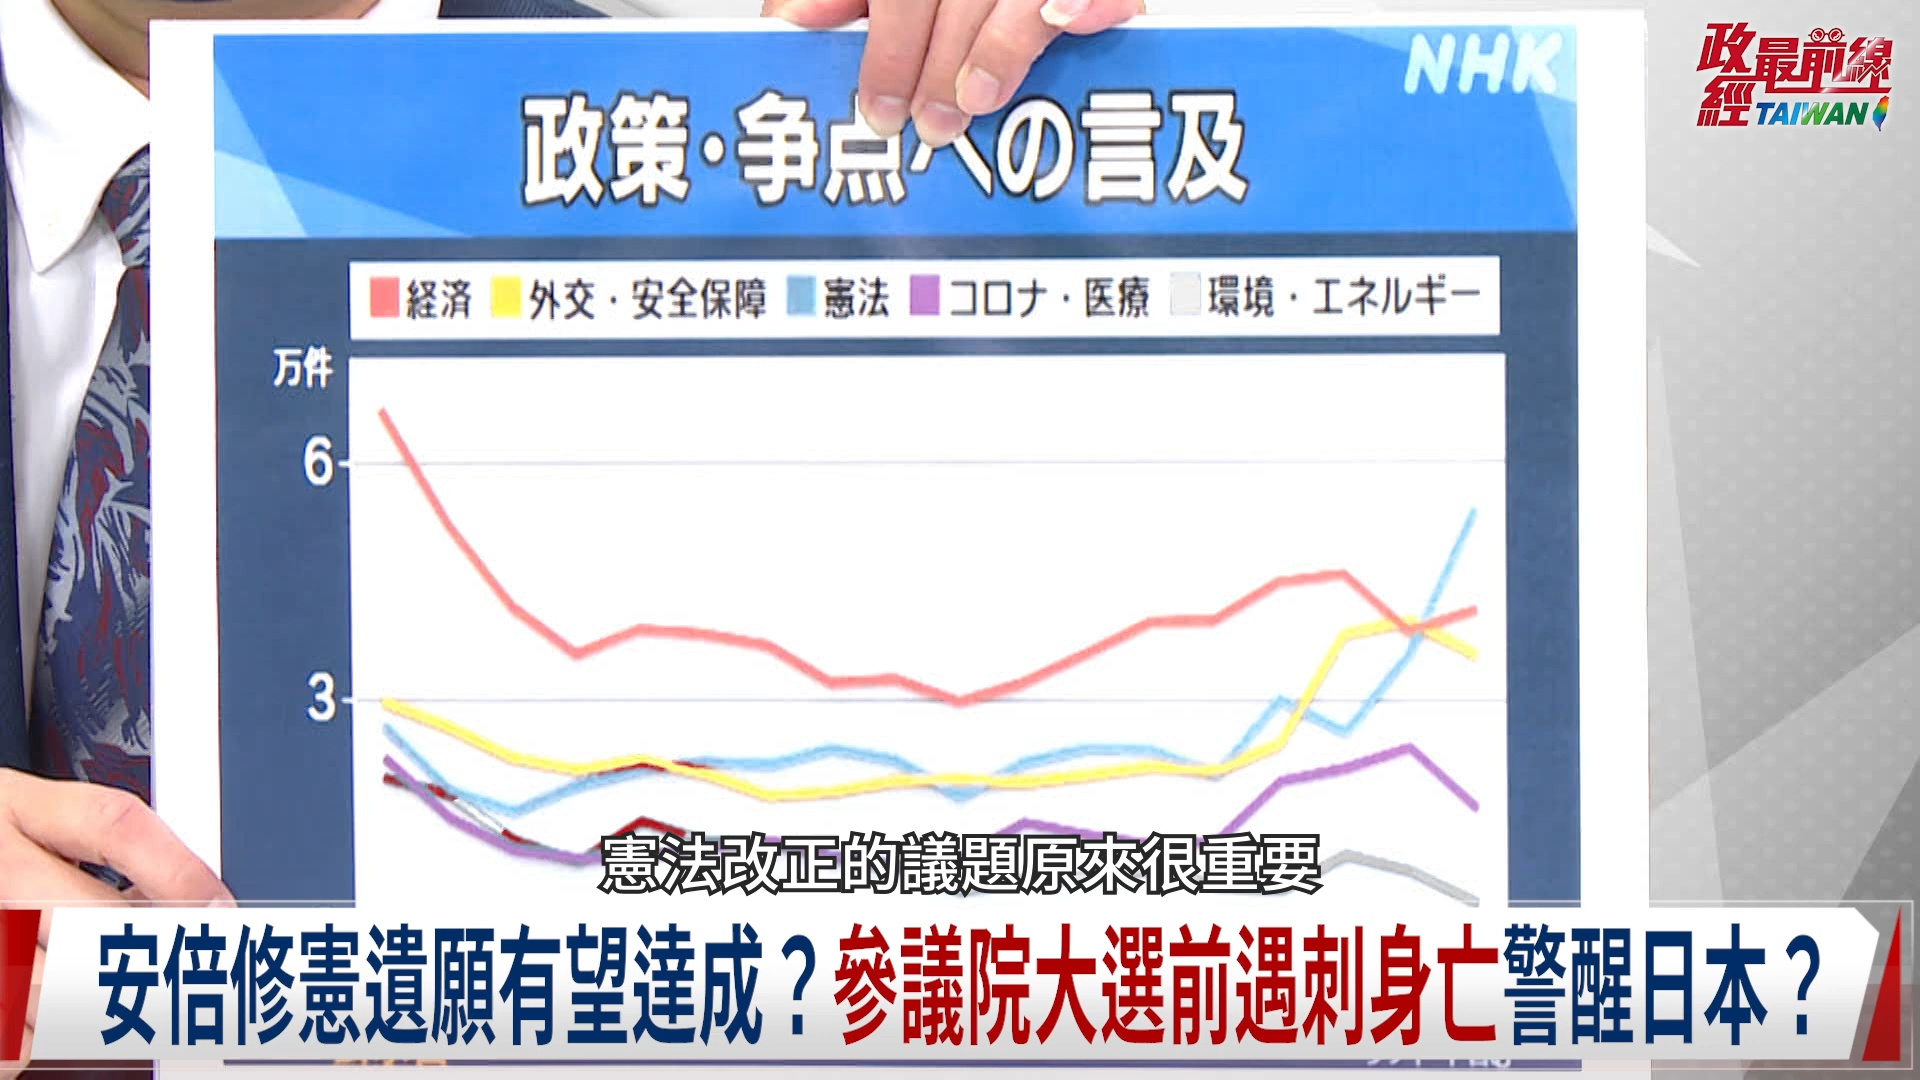 NHK
政経最前線
TAIWAN
政策・争点への言及
経済 外交・安全保障 憲法 コロナ・医療 環境・エネルギー
万件
6
3
憲法改正的議題原來很重要
安倍修憲遺願有望達成？參議院大選前遇刺身亡警醒日本？